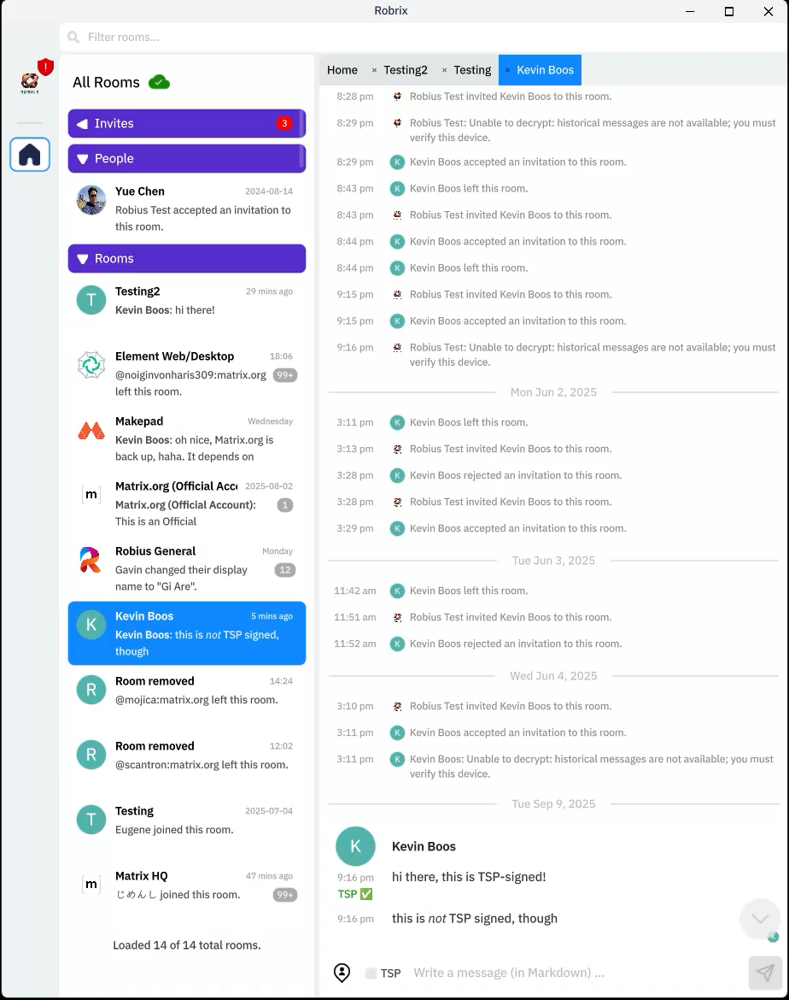 Robrix
Filter rooms...
!
ROBIUS
All Rooms
Invites
3
People
Yue Chen
2024-08-14
Robius Test accepted an invitation to
this room.
Rooms
T
Testing2
29 mins ago
Kevin Boos: hi there!
Element Web/Desktop
18:06
@noiginvonharis309:matrix.org
99+
left this room.
Makepad
Wednesday
Kevin Boos: oh nice, Matrix.org is
back up, haha. It depends on
[m]
Matrix.org (Official Acc
2025-08-02
Matrix.org (Official Account):
1
This is an Official
Robius General
Monday
Gavin changed their display
12
name to "Gi Are".
K
Kevin Boos
5 mins ago
Kevin Boos: this is not TSP signed,
though
R
Room removed
14:24
@mojica:matrix.org left this room.
R
Room removed
12:02
@scantron:matrix.org left this room.
T
Testing
2025-07-04
Eugene joined this room.
[m]
Matrix HQ
47 mins ago
じめんし joined this room.
99+
Loaded 14 of 14 total rooms.
Home
× Testing2
× Testing
× Kevin Boos
8:28 pm Robius Test invited Kevin Boos to this room.
8:29 pm Robius Test: Unable to decrypt: historical messages are not available; you must
verify this device.
8:29 pm K Kevin Boos accepted an invitation to this room.
8:43 pm K Kevin Boos left this room.
8:43 pm Robius Test invited Kevin Boos to this room.
8:44 pm K Kevin Boos accepted an invitation to this room.
8:44 pm K Kevin Boos left this room.
9:15 pm Robius Test invited Kevin Boos to this room.
9:15 pm K Kevin Boos accepted an invitation to this room.
9:16 pm Robius Test: Unable to decrypt: historical messages are not available; you must
verify this device.
Mon Jun 2, 2025
3:11 pm K Kevin Boos left this room.
3:13 pm Robius Test invited Kevin Boos to this room.
3:28 pm K Kevin Boos rejected an invitation to this room.
3:28 pm Robius Test invited Kevin Boos to this room.
3:29 pm K Kevin Boos accepted an invitation to this room.
Tue Jun 3, 2025
11:42 am K Kevin Boos left this room.
11:51 am Robius Test invited Kevin Boos to this room.
11:52 am K Kevin Boos rejected an invitation to this room.
Wed Jun 4, 2025
3:10 pm Robius Test invited Kevin Boos to this room.
3:11 pm K Kevin Boos accepted an invitation to this room.
3:11 pm K Kevin Boos: Unable to decrypt: historical messages are not available; you must
verify this device.
Tue Sep 9, 2025
K
Kevin Boos
9:16 pm hi there, this is TSP-signed!
TSP ✅
9:16 pm this is not TSP signed, though
K
TSP Write a message (in Markdown) ...